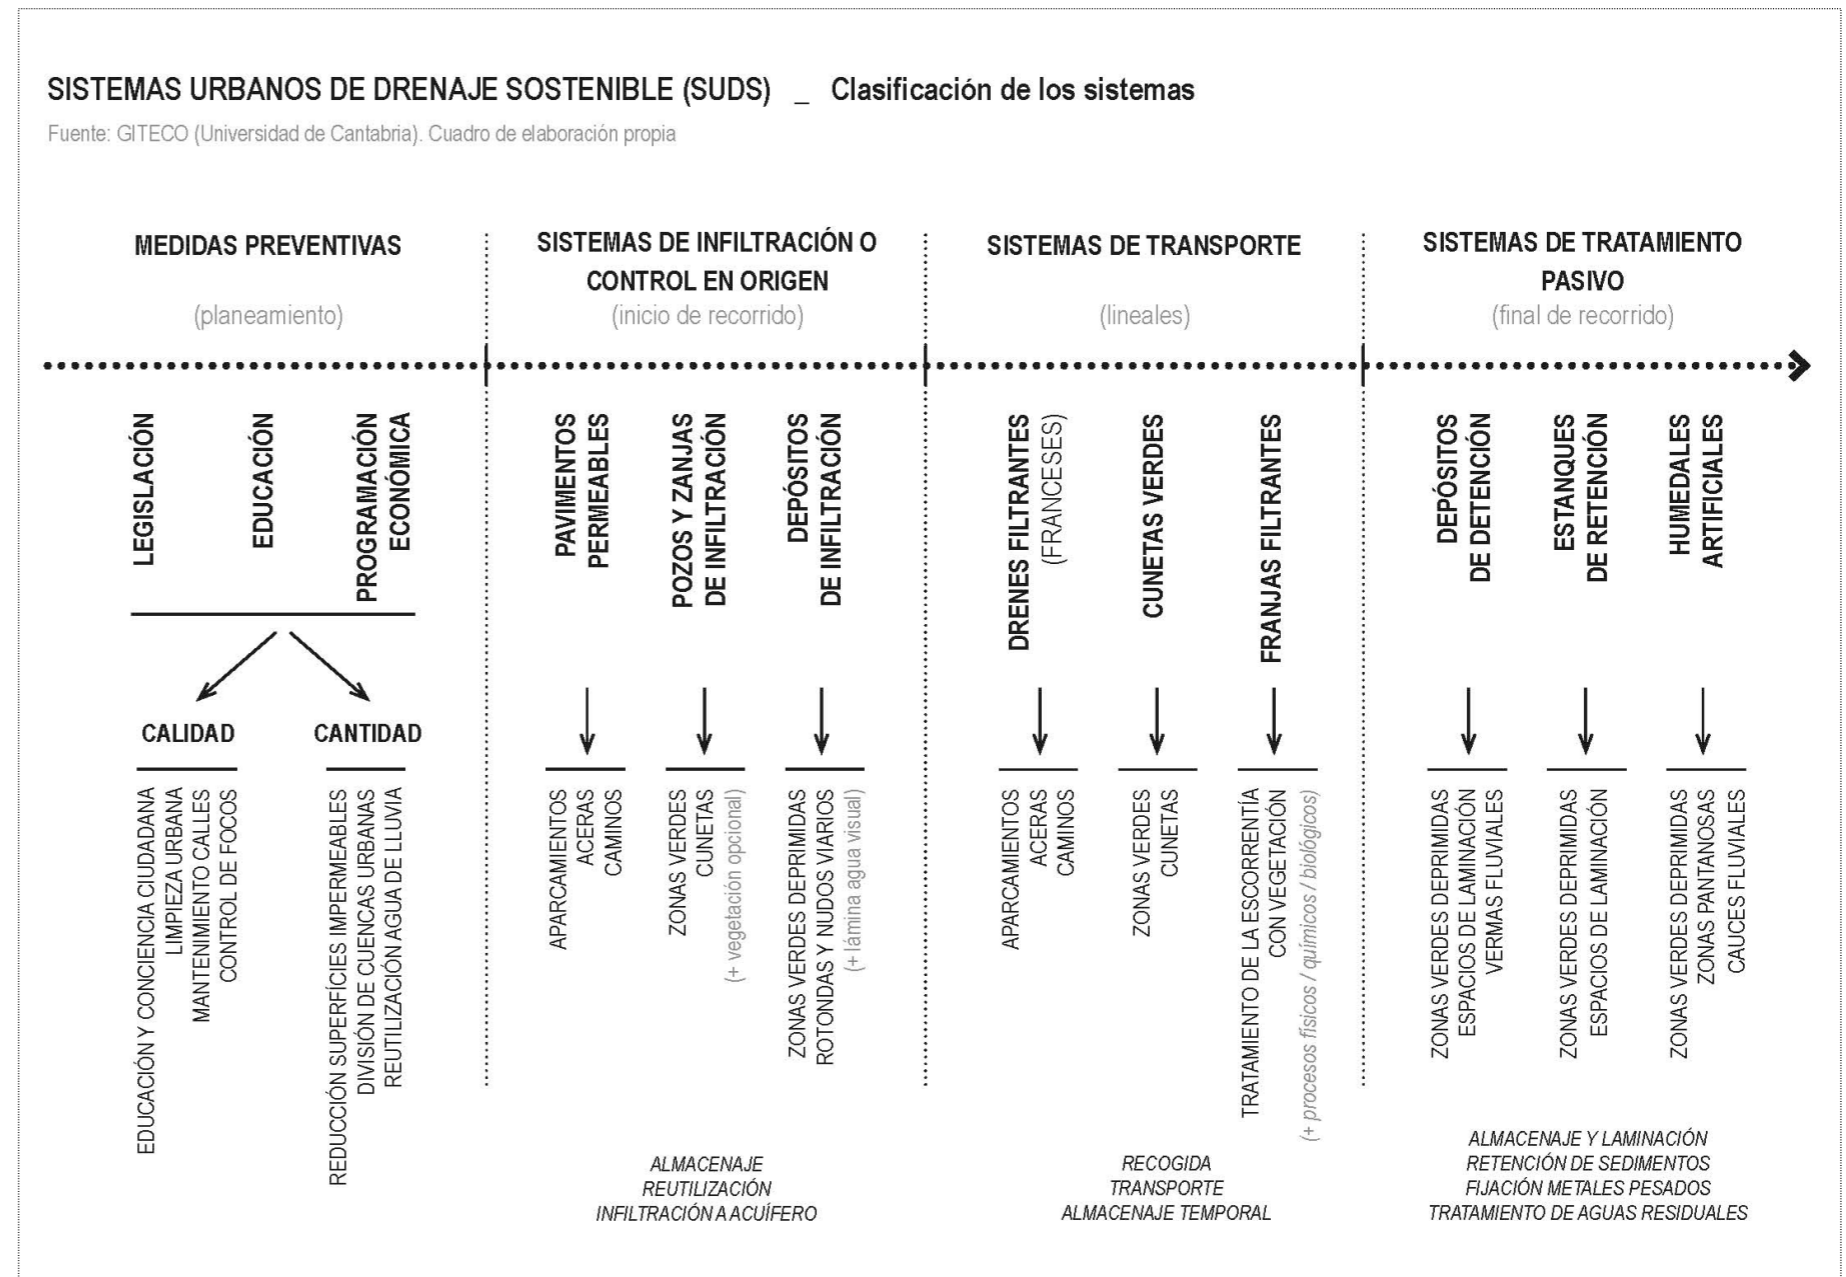 SISTEMAS URBANOS DE DRENAJE SOSTENIBLE (SUDS) _ Clasificación de los sistemas
Fuente: GITECO (Universidad de Cantabria). Cuadro de elaboración propia
MEDIDAS PREVENTIVAS
(planeamiento)
LEGISLACIÓN
EDUCACIÓN
PROGRAMACIÓN
ECONÓMICA
CALIDAD
EDUCACIÓN Y CONCIENCIA CIUDADANA
LIMPIEZA URBANA
MANTENIMIENTO CALLES
CONTROL DE FOCOS
CANTIDAD
REDUCCIÓN SUPERFÍCIES IMPERMEABLES
DIVISIÓN DE CUENCAS URBANAS
REUTILIZACIÓN AGUA DE LLUVIA
SISTEMAS DE INFILTRACIÓN O
CONTROL EN ORIGEN
(inicio de recorrido)
PAVIMENTOS
PERMEABLES
APARCAMIENTOS
ACERAS
CAMINOS
POZOS Y ZANJAS
DE INFILTRACIÓN
ZONAS VERDES
CUNETAS
(+ vegetación opcional)
DEPÓSITOS
DE INFILTRACIÓN
ZONAS VERDES DEPRIMIDAS
ROTONDAS Y NUDOS VIARIOS
(+ lámina agua visual)
ALMACENAJE
REUTILIZACIÓN
INFILTRACIÓN A ACUÍFERO
SISTEMAS DE TRANSPORTE
(lineales)
DRENES FILTRANTES
(FRANCESES)
APARCAMIENTOS
ACERAS
CAMINOS
CUNETAS VERDES
ZONAS VERDES
CUNETAS
FRANJAS FILTRANTES
TRATAMIENTO DE LA ESCORRENTÍA
CON VEGETACIÓN
(+ procesos físicos / químicos / biológicos)
RECOGIDA
TRANSPORTE
ALMACENAJE TEMPORAL
SISTEMAS DE TRATAMIENTO
PASIVO
(final de recorrido)
DEPÓSITOS
DE DETENCIÓN
ZONAS VERDES DEPRIMIDAS
ESPACIOS DE LAMINACIÓN
VERMAS FLUVIALES
ESTANQUES
DE RETENCIÓN
ZONAS VERDES DEPRIMIDAS
ESPACIOS DE LAMINACIÓN
HUMEDALES
ARTIFICIALES
ZONAS VERDES DEPRIMIDAS
ZONAS PANTANOSAS
CAUCES FLUVIALES
ALMACENAJE Y LAMINACIÓN
RETENCIÓN DE SEDIMENTOS
FIJACIÓN METALES PESADOS
TRATAMIENTO DE AGUAS RESIDUALES